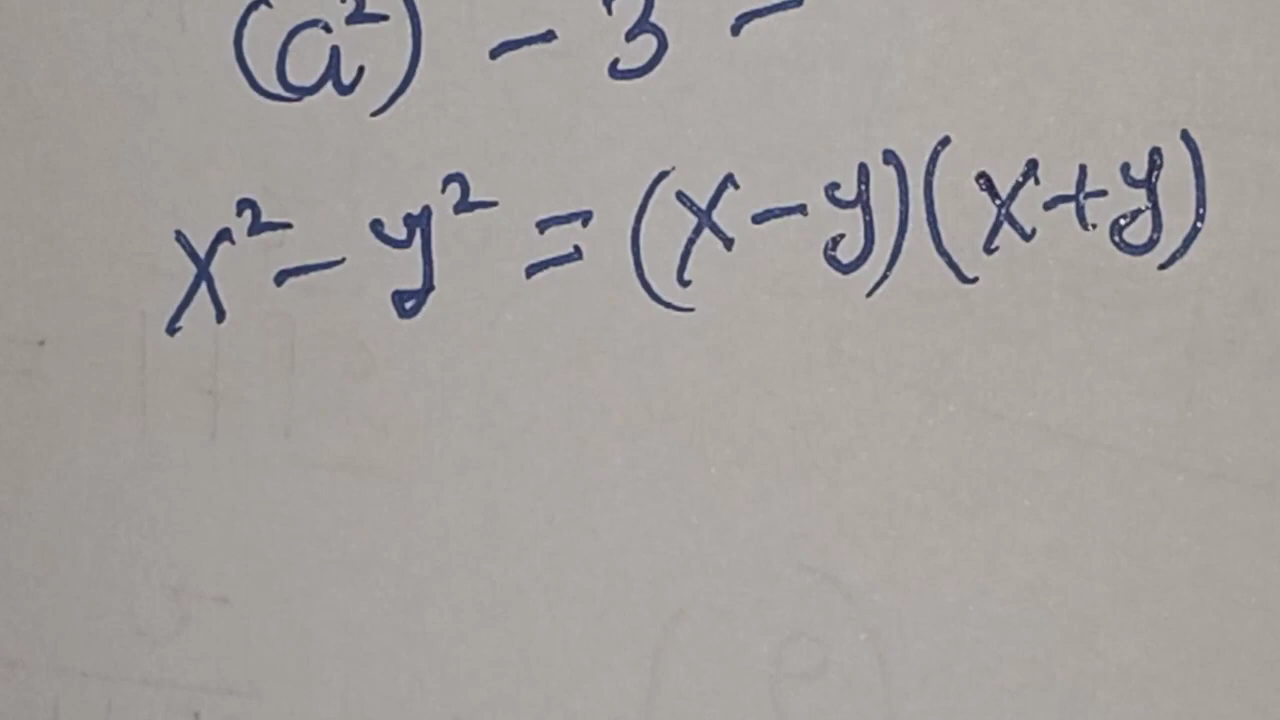 (a²) - 3 -
x² - y² = (x - y)(x + y)